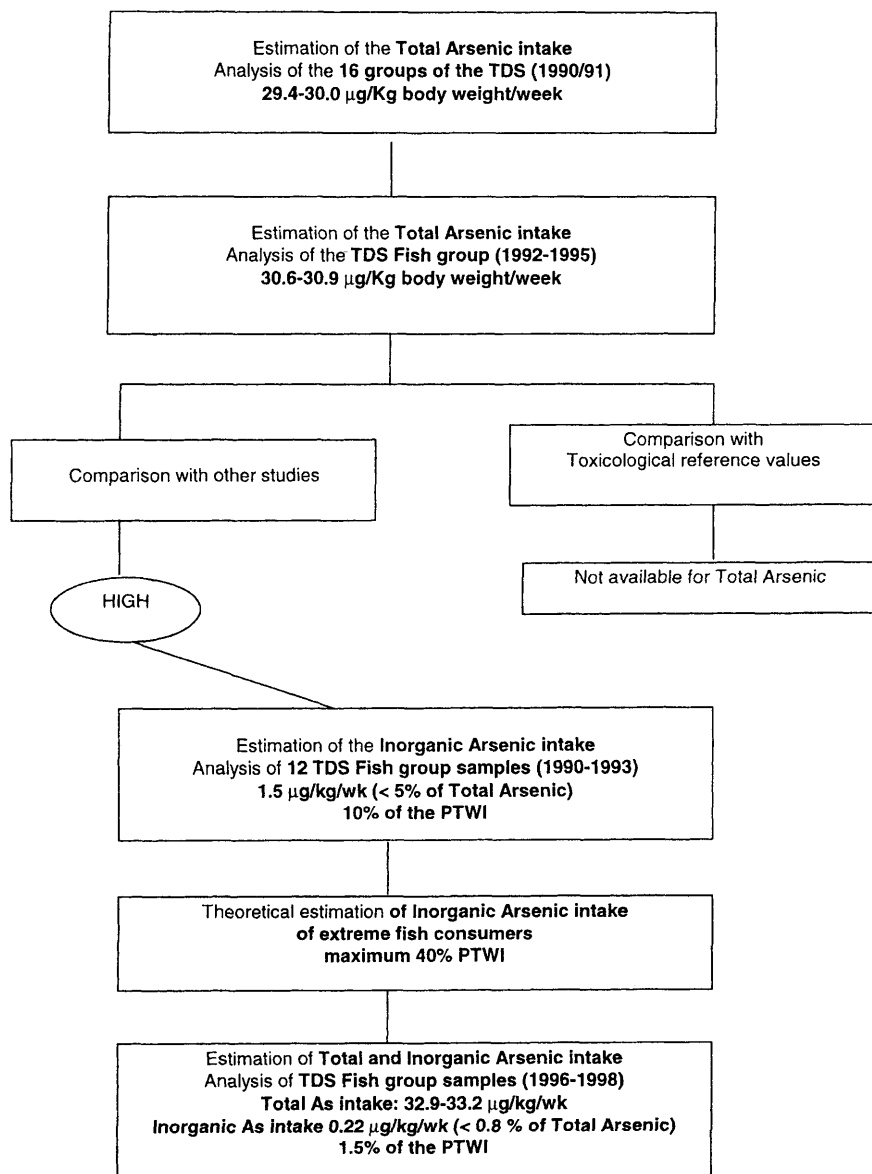 Estimation of the Total Arsenic intake
Analysis of the 16 groups of the TDS (1990/91)
29.4-30.0 μg/Kg body weight/week
Estimation of the Total Arsenic intake
Analysis of the TDS Fish group (1992-1995)
30.6-30.9 μg/Kg body weight/week
Comparison with other studies
Comparison with
Toxicological reference values
HIGH
Not available for Total Arsenic
Estimation of the Inorganic Arsenic intake
Analysis of 12 TDS Fish group samples (1990-1993)
1.5 μg/kg/wk (< 5% of Total Arsenic)
10% of the PTWI
Theoretical estimation of Inorganic Arsenic intake
of extreme fish consumers
maximum 40% PTWI
Estimation of Total and Inorganic Arsenic intake
Analysis of TDS Fish group samples (1996-1998)
Total As intake: 32.9-33.2 μg/kg/wk
Inorganic As intake 0.22 μg/kg/wk (< 0.8 % of Total Arsenic)
1.5% of the PTWI